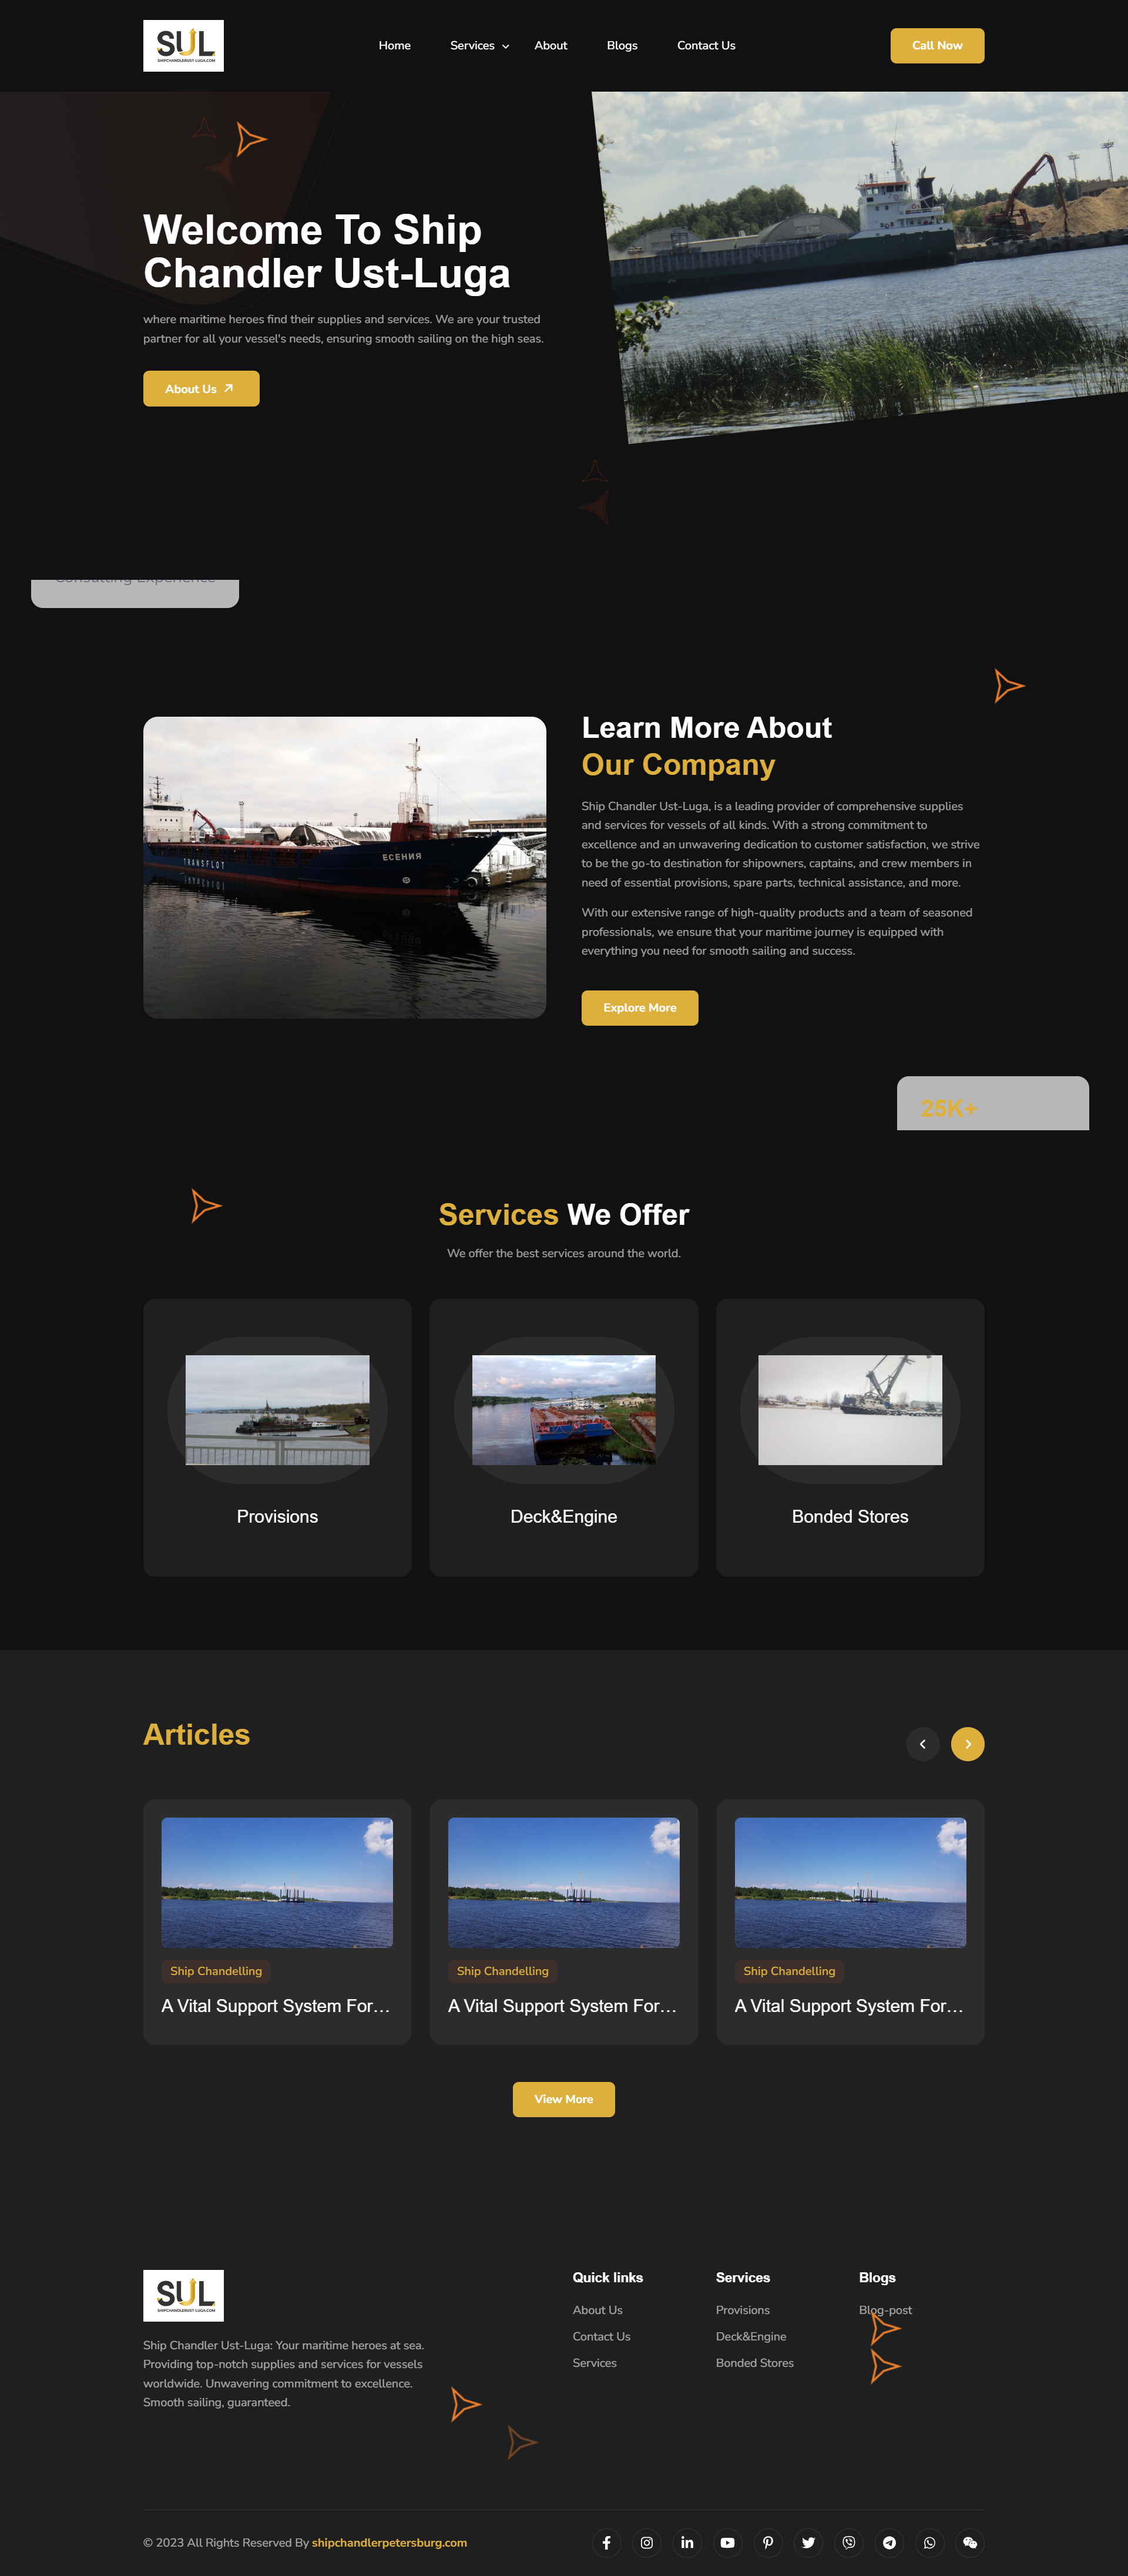 SUL
SHIPCHANDLERUST-LUGA.COM
Home Services About Blogs Contact Us
Call Now
Welcome To Ship
Chandler Ust-Luga
where maritime heroes find their supplies and services. We are your trusted
partner for all your vessel's needs, ensuring smooth sailing on the high seas.
About Us
Consulting Experience
TRANSFLOT
ЕСЕНИЯ
Learn More About
Our Company
Ship Chandler Ust-Luga, is a leading provider of comprehensive supplies
and services for vessels of all kinds. With a strong commitment to
excellence and an unwavering dedication to customer satisfaction, we strive
to be the go-to destination for shipowners, captains, and crew members in
need of essential provisions, spare parts, technical assistance, and more.
With our extensive range of high-quality products and a team of seasoned
professionals, we ensure that your maritime journey is equipped with
everything you need for smooth sailing and success.
Explore More
25K+
Services We Offer
We offer the best services around the world.
Provisions
Deck&Engine
Bonded Stores
Articles
Ship Chandelling
A Vital Support System For...
Ship Chandelling
A Vital Support System For...
Ship Chandelling
A Vital Support System For...
View More
SUL
SHIPCHANDLERUST-LUGA.COM
Ship Chandler Ust-Luga: Your maritime heroes at sea.
Providing top-notch supplies and services for vessels
worldwide. Unwavering commitment to excellence.
Smooth sailing, guaranteed.
Quick links
About Us
Contact Us
Services
Services
Provisions
Deck&Engine
Bonded Stores
Blogs
Blog-post
© 2023 All Rights Reserved By shipchandlerpetersburg.com